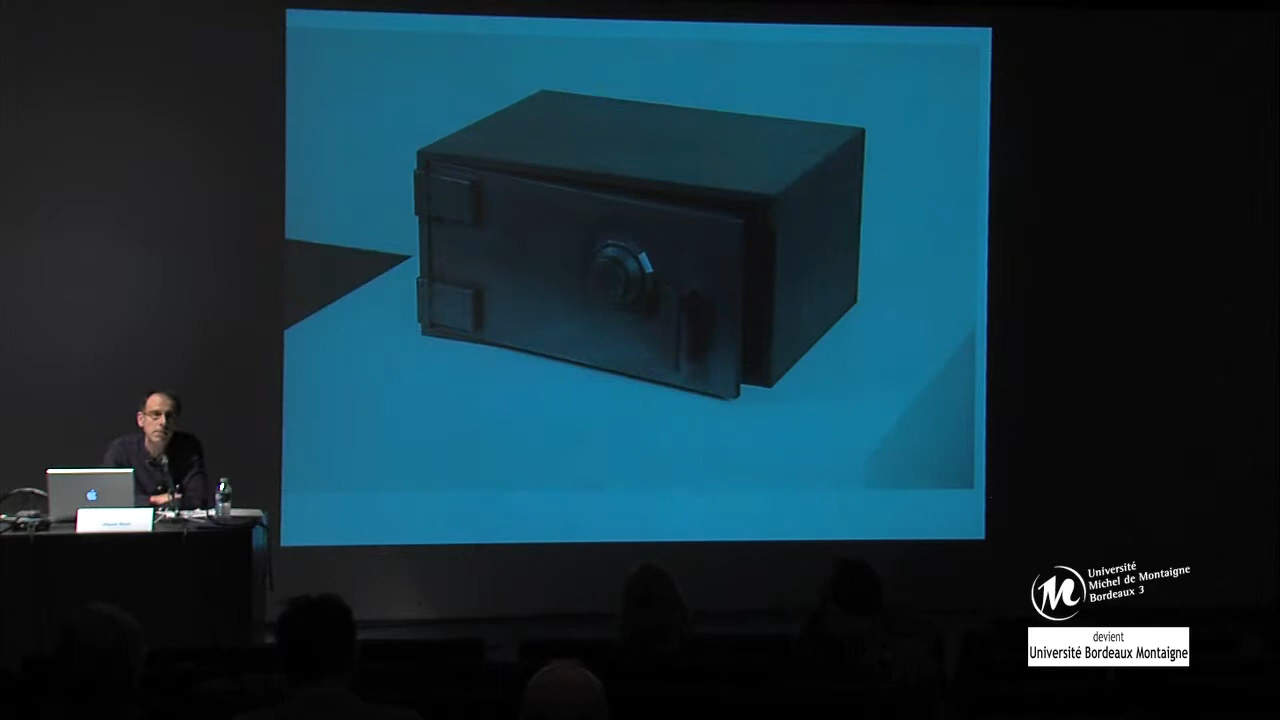 Université
Michel de Montaigne
Bordeaux 3
devient
Université Bordeaux Montaigne